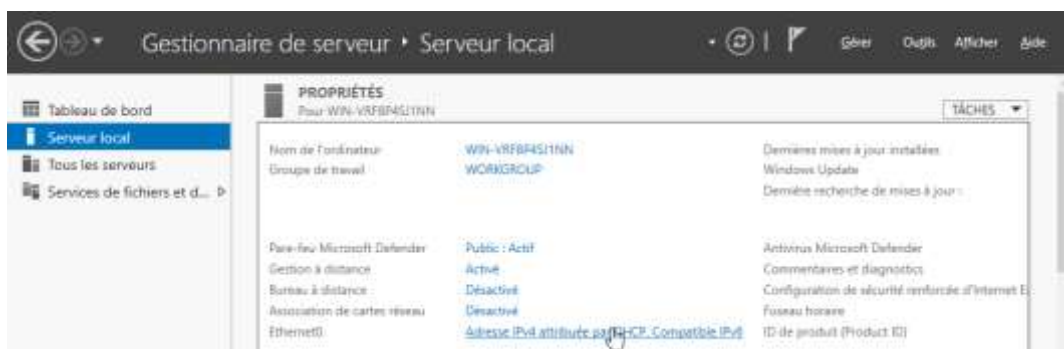 Gestionnaire de serveur ‣ Serveur local
Gérer Outils Afficher Aide
Tableau de bord
Serveur local
Tous les serveurs
Services de fichiers et d...
PROPRIÉTÉS
Pour WIN-VRF8F4SJ1NN
TÂCHES
Nom de l'ordinateur WIN-VRF8F4SJ1NN Dernières mises à jour installées
Groupe de travail WORKGROUP Windows Update
Dernière recherche de mises à jour :
Pare-feu Microsoft Defender Public : Actif Antivirus Microsoft Defender
Gestion à distance Activé Commentaires et diagnostics
Bureau à distance Désactivé Configuration de sécurité renforcée d'Internet E
Association de cartes réseau Désactivé Fuseau horaire
Ethernet0 Adresse IPv4 attribuée par DHCP, Compatible IPv6 ID de produit (Product ID)